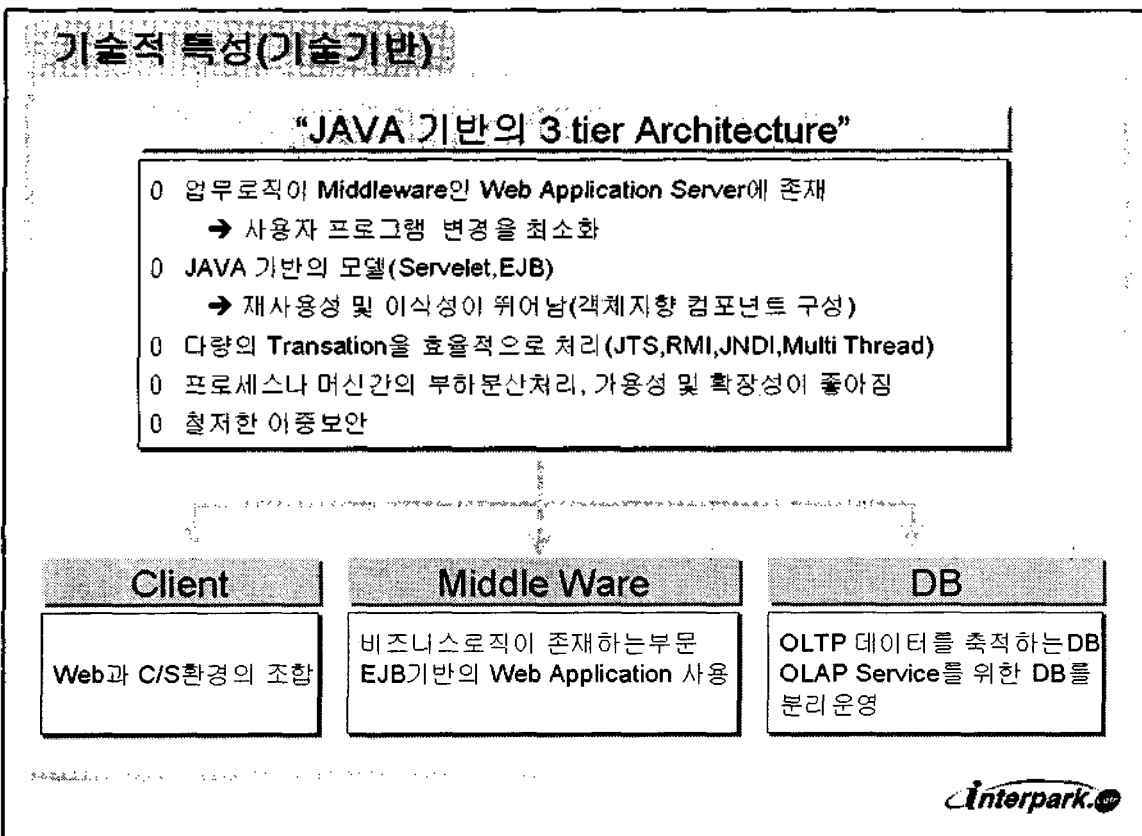 기술적 특성(기술기반)
“JAVA 기반의 3 tier Architecture”
0 업무로직이 Middleware인 Web Application Server에 존재
➔ 사용자 프로그램 변경을 최소화
0 JAVA 기반의 모델(Servelet,EJB)
➔ 재사용성 및 이식성이 뛰어남(객체지향 컴포넌트 구성)
0 다량의 Transation을 효율적으로 처리(JTS,RMI,JNDI,Multi Thread)
0 프로세스나 머신간의 부하분산처리, 가용성 및 확장성이 좋아짐
0 철저한 이중보안
Client
Web과 C/S환경의 조합
Middle Ware
비즈니스로직이 존재하는부문
EJB기반의 Web Application 사용
DB
OLTP 데이터를 축적하는DB
OLAP Service를 위한 DB를
분리운영
interpark.com